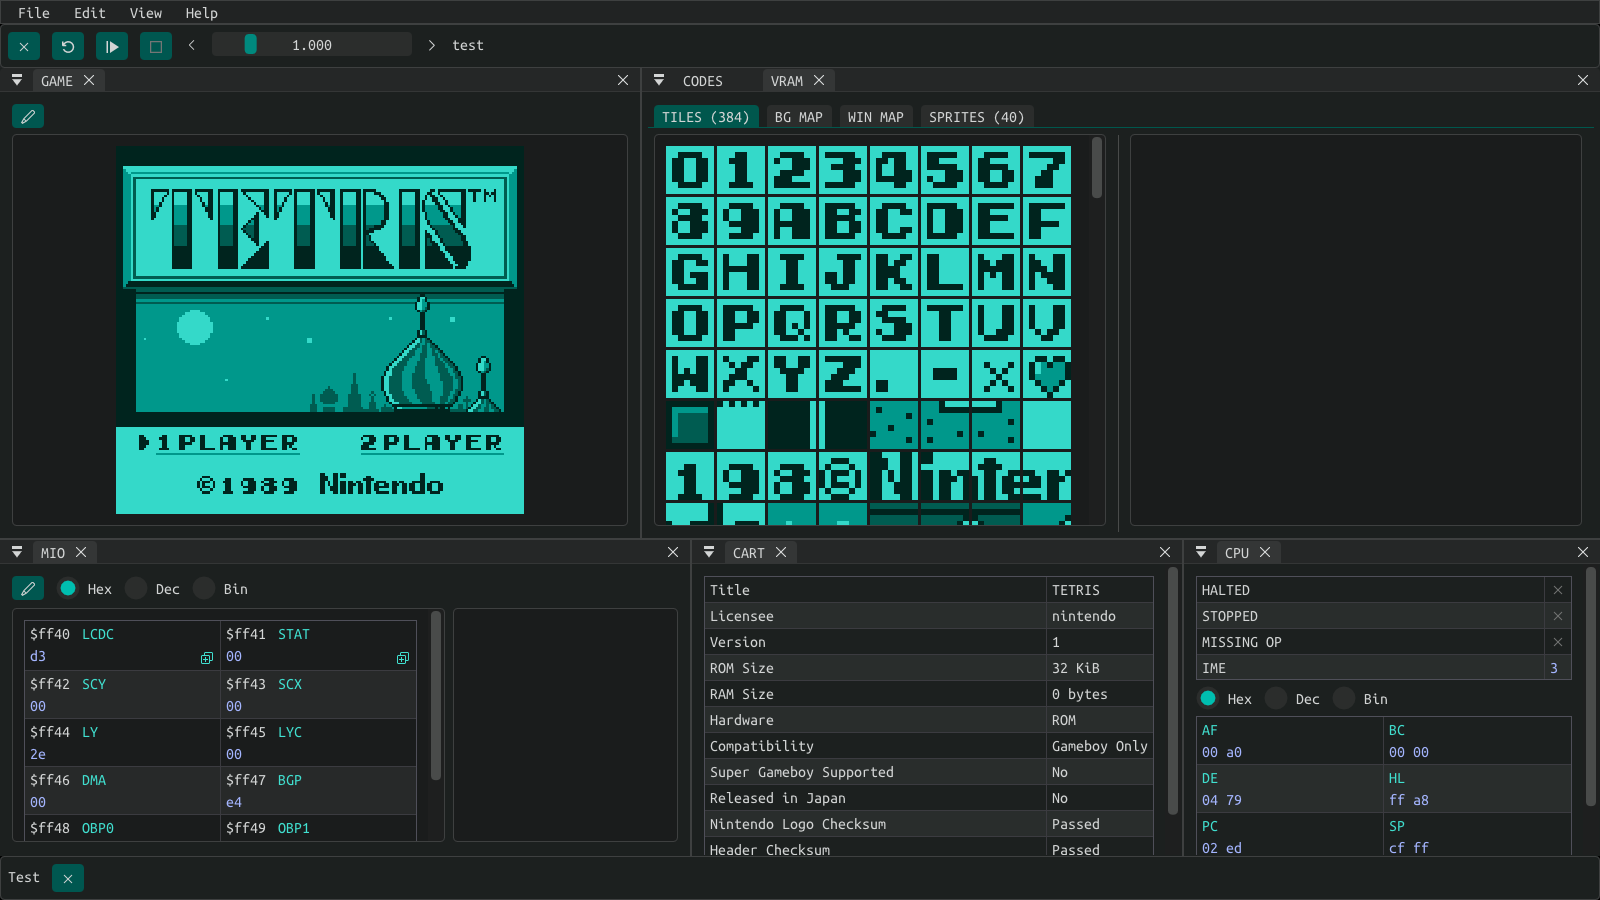 File Edit View Help
1.000 test
GAME
CODES VRAM
TILES (384) BG MAP WIN MAP SPRITES (40)
TETRIS™
1PLAYER 2PLAYER
©1989 Nintendo
0 1 2 3 4 5 6 7
8 9 A B C D E F
G H I J K L M N
O P Q R S T U V
W X Y Z . - x
1 9 8 © Ninter
MIO
Hex Dec Bin
$ff40 LCDC $ff41 STAT
d3 00
$ff42 SCY $ff43 SCX
00 00
$ff44 LY $ff45 LYC
2e 00
$ff46 DMA $ff47 BGP
00 e4
$ff48 OBP0 $ff49 OBP1
CART
Title TETRIS
Licensee nintendo
Version 1
ROM Size 32 KiB
RAM Size 0 bytes
Hardware ROM
Compatibility Gameboy Only
Super Gameboy Supported No
Released in Japan No
Nintendo Logo Checksum Passed
Header Checksum Passed
CPU
HALTED
STOPPED
MISSING OP
IME 3
Hex Dec Bin
AF BC
00 a0 00 00
DE HL
04 79 ff a8
PC SP
02 ed cf ff
Test